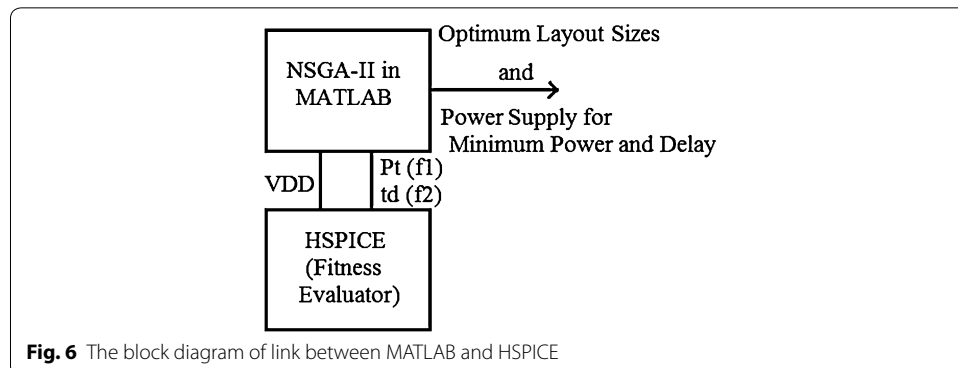 Optimum Layout Sizes
NSGA-II in
MATLAB
and
Power Supply for
Minimum Power and Delay
VDD
Pt (f1)
td (f2)
HSPICE
(Fitness
Evaluator)
Fig. 6 The block diagram of link between MATLAB and HSPICE